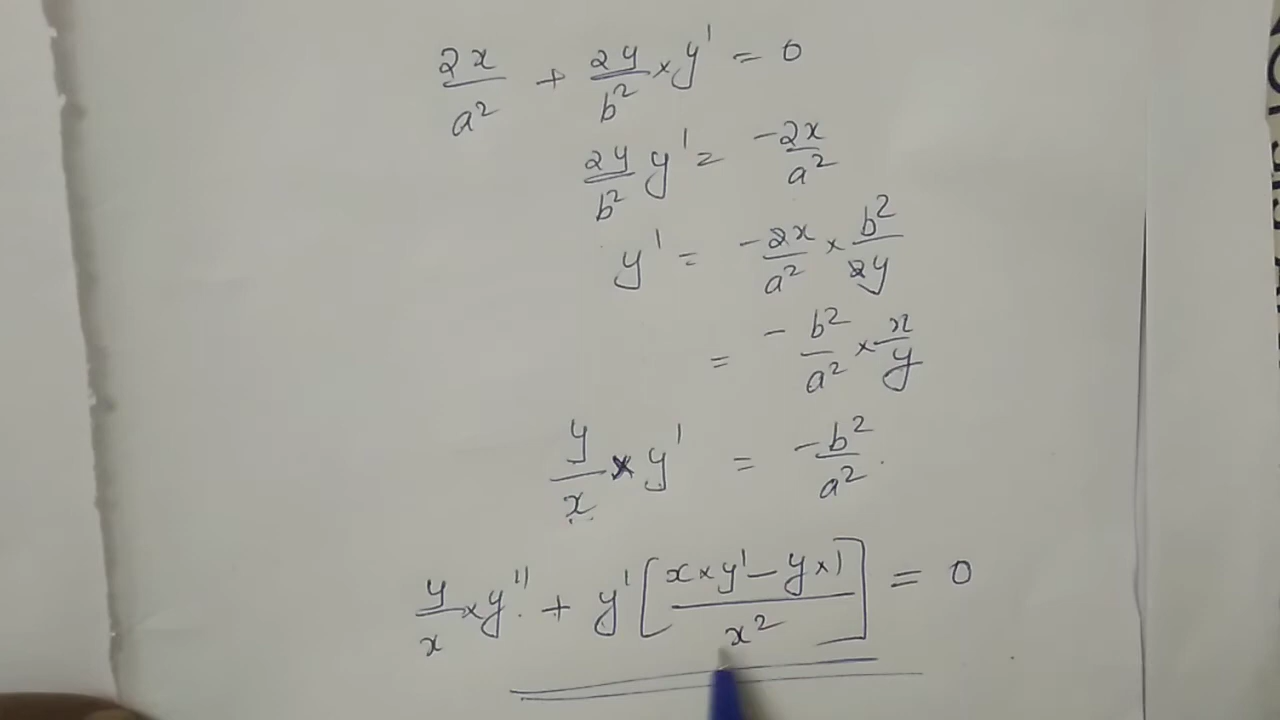 2x/a² + 2y/b² × y' = 0
2y/b² y' = -2x/a²
y' = -2x/a² × b²/2y
= -b²/a² × x/y
y/x × y' = -b²/a².
y/x × y'' + y' [x × y' - y × 1 / x²] = 0